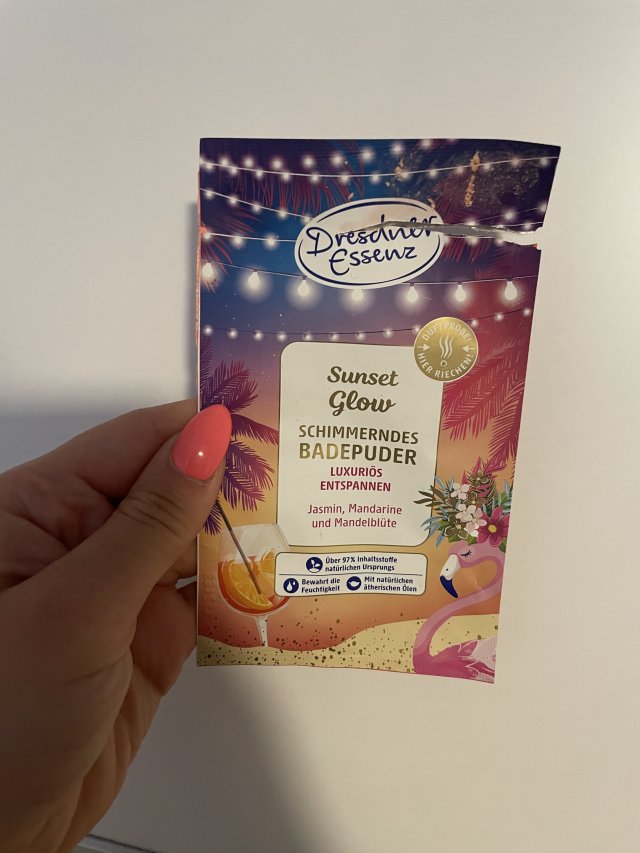 Dresdner
Essenz
DUFTPROBE!
HIER RIECHEN!
Sunset
Glow
SCHIMMERNDES
BADEPUDER
LUXURIÖS
ENTSPANNEN
Jasmin, Mandarine
und Mandelblüte
Über 97% Inhaltsstoffe
natürlichen Ursprungs
Bewahrt die
Feuchtigkeit
Mit natürlichen
ätherischen Ölen